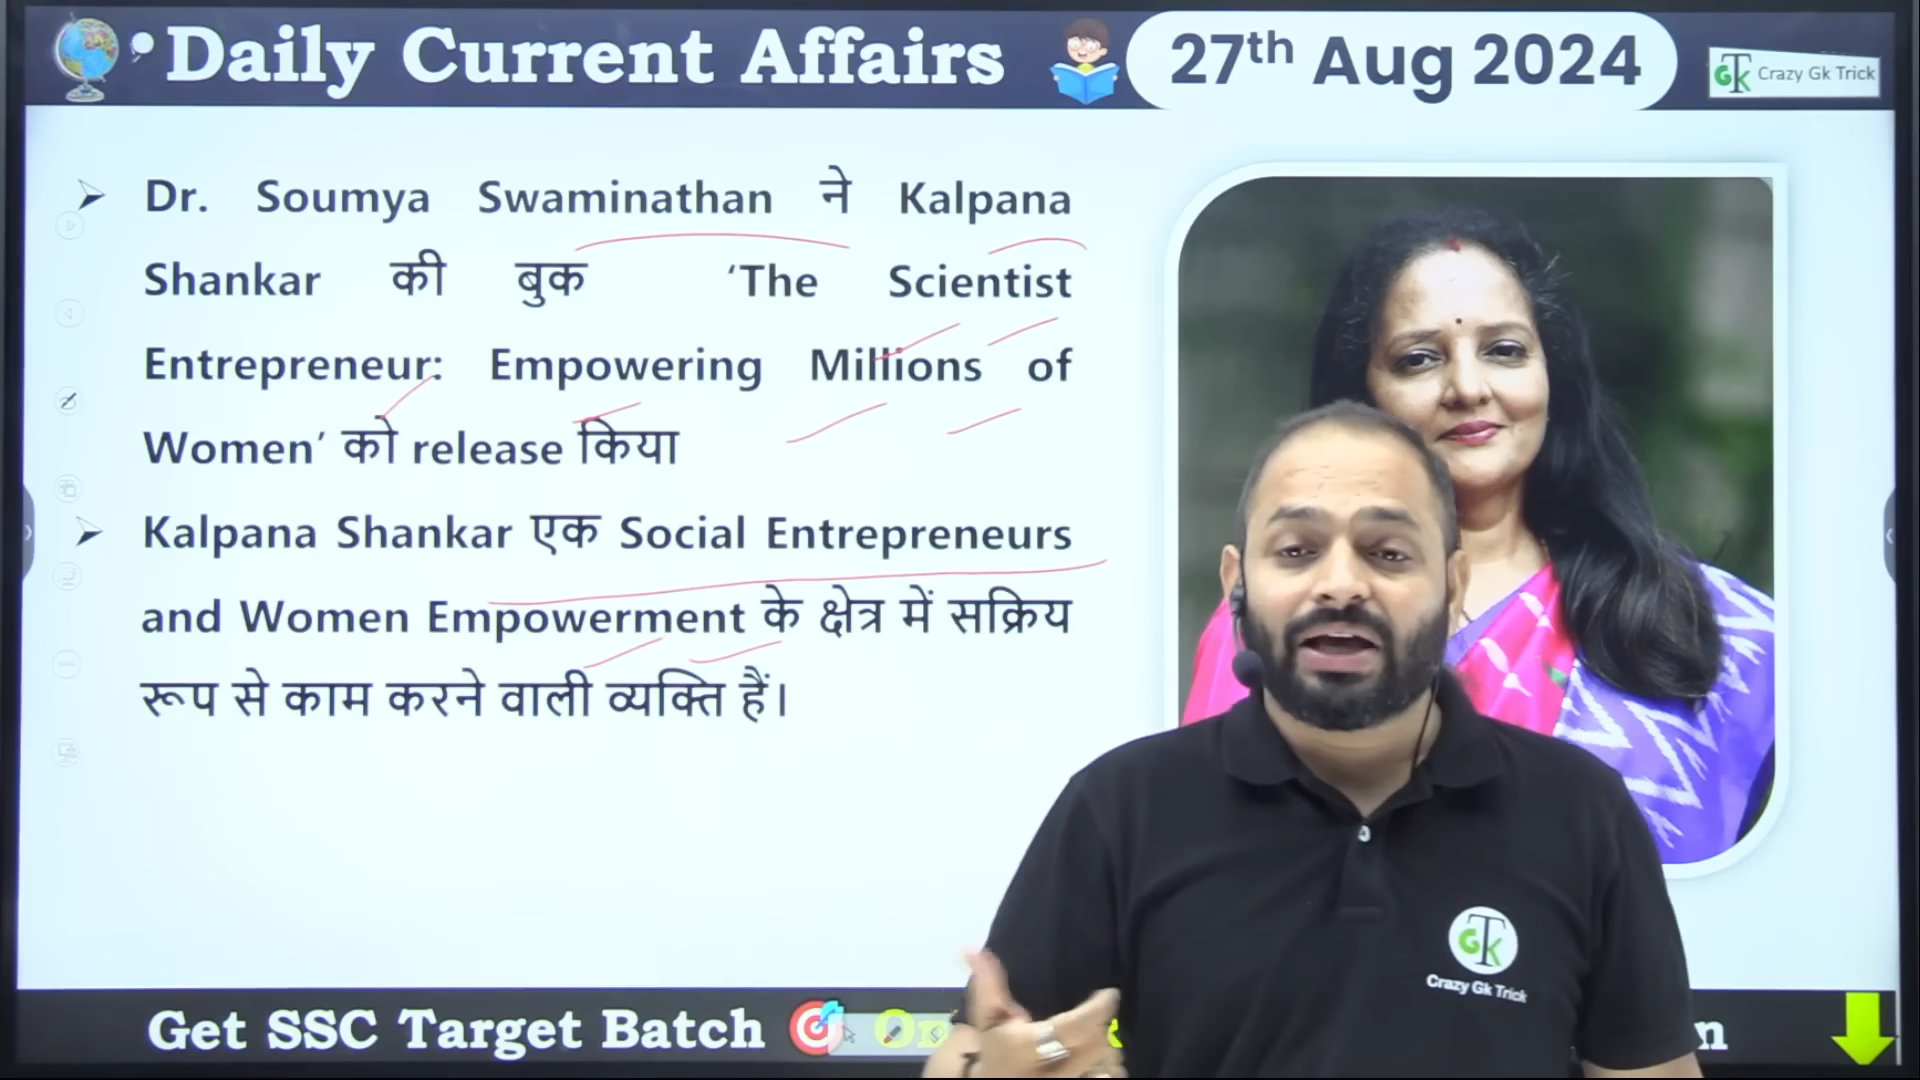 Daily Current Affairs
27th Aug 2024
GTK Crazy Gk Trick
Dr. Soumya Swaminathan ने Kalpana
Shankar की बुक 'The Scientist
Entrepreneur: Empowering Millions of
Women' को release किया
Kalpana Shankar एक Social Entrepreneurs
and Women Empowerment के क्षेत्र में सक्रिय
रूप से काम करने वाली व्यक्ति हैं।
GTK
Crazy Gk Trick
Get SSC Target Batch